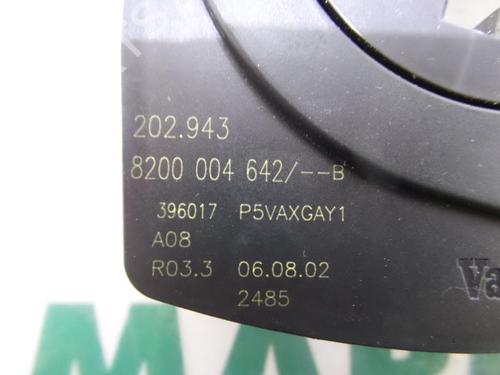 202.943
8200 004 642/--B
396017 P5VAXGAY1
A08
R03.3 06.08.02
2485